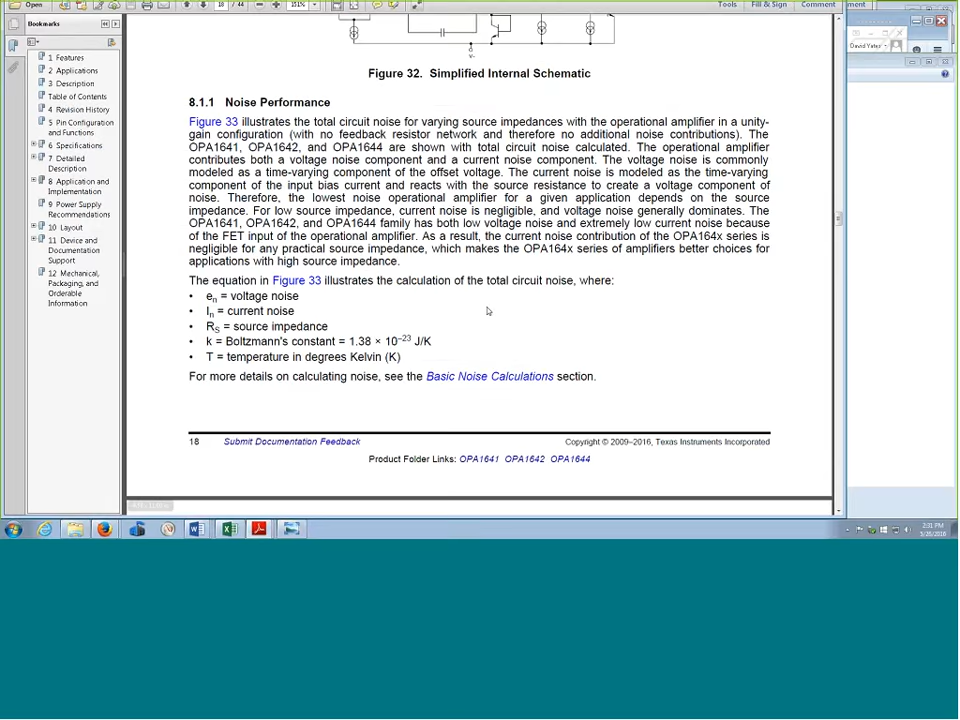 Open
18 / 44
151%
Tools
Fill & Sign
Comment
ment
Bookmarks
David Yates
1 Features
2 Applications
3 Description
Table of Contents
4 Revision History
5 Pin Configuration
and Functions
6 Specifications
7 Detailed
Description
8 Application and
Implementation
9 Power Supply
Recommendations
10 Layout
11 Device and
Documentation
Support
12 Mechanical,
Packaging, and
Orderable
Information
V-
Figure 32. Simplified Internal Schematic
8.1.1 Noise Performance
Figure 33 illustrates the total circuit noise for varying source impedances with the operational amplifier in a unity-
gain configuration (with no feedback resistor network and therefore no additional noise contributions). The
OPA1641, OPA1642, and OPA1644 are shown with total circuit noise calculated. The operational amplifier
contributes both a voltage noise component and a current noise component. The voltage noise is commonly
modeled as a time-varying component of the offset voltage. The current noise is modeled as the time-varying
component of the input bias current and reacts with the source resistance to create a voltage component of
noise. Therefore, the lowest noise operational amplifier for a given application depends on the source
impedance. For low source impedance, current noise is negligible, and voltage noise generally dominates. The
OPA1641, OPA1642, and OPA1644 family has both low voltage noise and extremely low current noise because
of the FET input of the operational amplifier. As a result, the current noise contribution of the OPA164x series is
negligible for any practical source impedance, which makes the OPA164x series of amplifiers better choices for
applications with high source impedance.
The equation in Figure 33 illustrates the calculation of the total circuit noise, where:
• en = voltage noise
• In = current noise
• RS = source impedance
• k = Boltzmann's constant = 1.38 × 10⁻²³ J/K
• T = temperature in degrees Kelvin (K)
For more details on calculating noise, see the Basic Noise Calculations section.
18 Submit Documentation Feedback
Copyright © 2009–2016, Texas Instruments Incorporated
Product Folder Links: OPA1641 OPA1642 OPA1644
2:31 PM